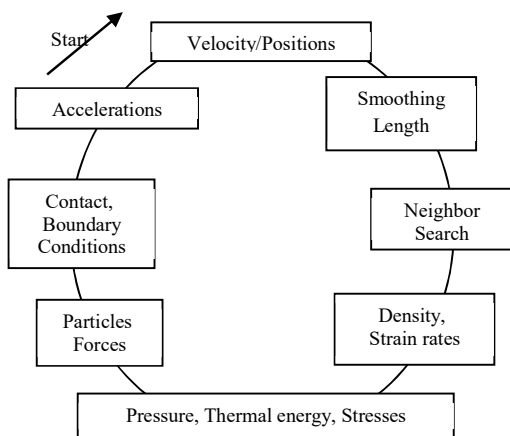 Start
Velocity/Positions
Smoothing
Length
Neighbor
Search
Density,
Strain rates
Pressure, Thermal energy, Stresses
Particles
Forces
Contact,
Boundary
Conditions
Accelerations